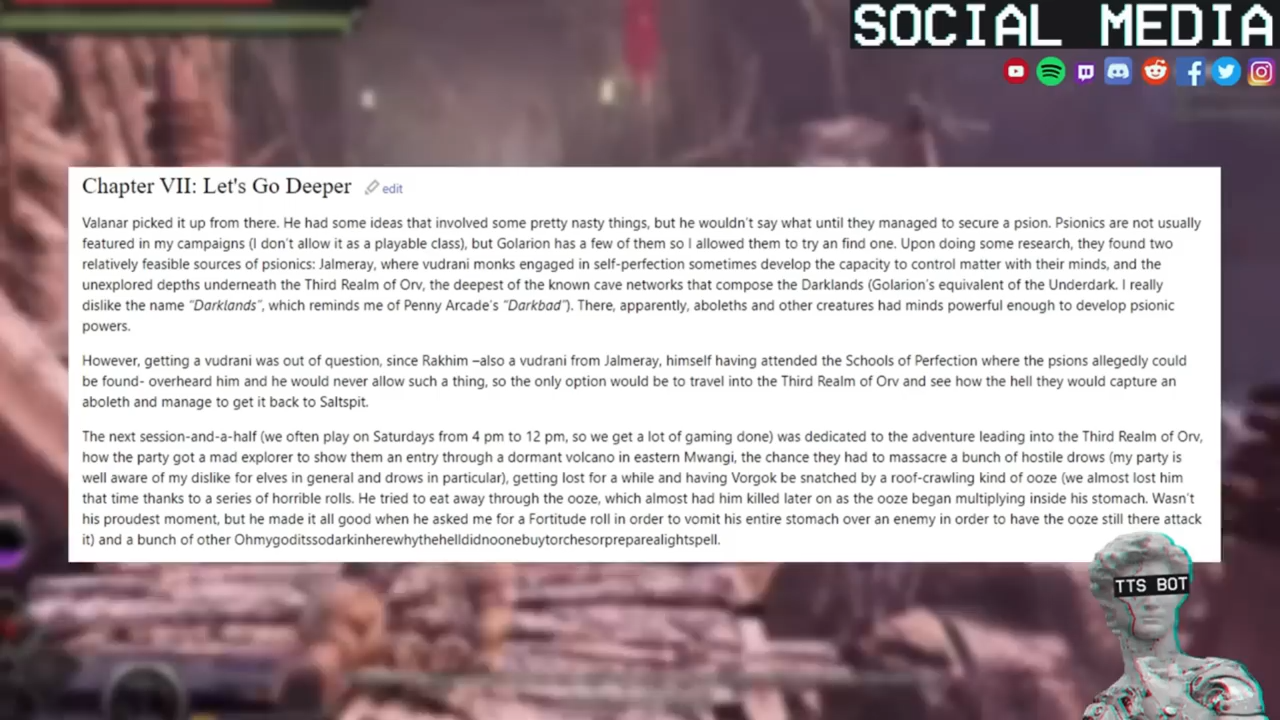 SOCIAL MEDIA
Chapter VII: Let's Go Deeper edit
Valanar picked it up from there. He had some ideas that involved some pretty nasty things, but he wouldn't say what until they managed to secure a psion. Psionics are not usually
featured in my campaigns (I don't allow it as a playable class), but Golarion has a few of them so I allowed them to try an find one. Upon doing some research, they found two
relatively feasible sources of psionics: Jalmeray, where vudrani monks engaged in self-perfection sometimes develop the capacity to control matter with their minds, and the
unexplored depths underneath the Third Realm of Orv, the deepest of the known cave networks that compose the Darklands (Golarion's equivalent of the Underdark. I really
dislike the name "Darklands", which reminds me of Penny Arcade's "Darkbad"). There, apparently, aboleths and other creatures had minds powerful enough to develop psionic
powers.
However, getting a vudrani was out of question, since Rakhim –also a vudrani from Jalmeray, himself having attended the Schools of Perfection where the psions allegedly could
be found- overheard him and he would never allow such a thing, so the only option would be to travel into the Third Realm of Orv and see how the hell they would capture an
aboleth and manage to get it back to Saltspit.
The next session-and-a-half (we often play on Saturdays from 4 pm to 12 pm, so we get a lot of gaming done) was dedicated to the adventure leading into the Third Realm of Orv,
how the party got a mad explorer to show them an entry through a dormant volcano in eastern Mwangi, the chance they had to massacre a bunch of hostile drows (my party is
well aware of my dislike for elves in general and drows in particular), getting lost for a while and having Vorgok be snatched by a roof-crawling kind of ooze (we almost lost him
that time thanks to a series of horrible rolls. He tried to eat away through the ooze, which almost had him killed later on as the ooze began multiplying inside his stomach. Wasn't
his proudest moment, but he made it all good when he asked me for a Fortitude roll in order to vomit his entire stomach over an enemy in order to have the ooze still there attack
it) and a bunch of other Ohmygoditssodarkinherewhythehelldidnoonebuytorchesorpreparealightspell.
TTS BOT